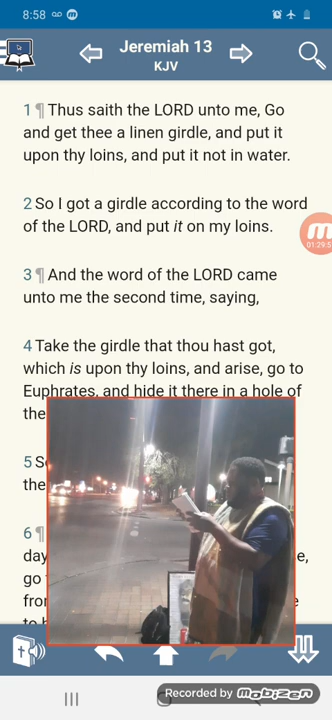 8:58
Jeremiah 13
KJV
1 ¶ Thus saith the LORD unto me, Go
and get thee a linen girdle, and put it
upon thy loins, and put it not in water.
2 So I got a girdle according to the word
of the LORD, and put it on my loins.
3 ¶ And the word of the LORD came
unto me the second time, saying,
4 Take the girdle that thou hast got,
which is upon thy loins, and arise, go to
Euphrates, and hide it there in a hole of
the
5 S
the
6 ¶
day
go
Recorded by mobizen